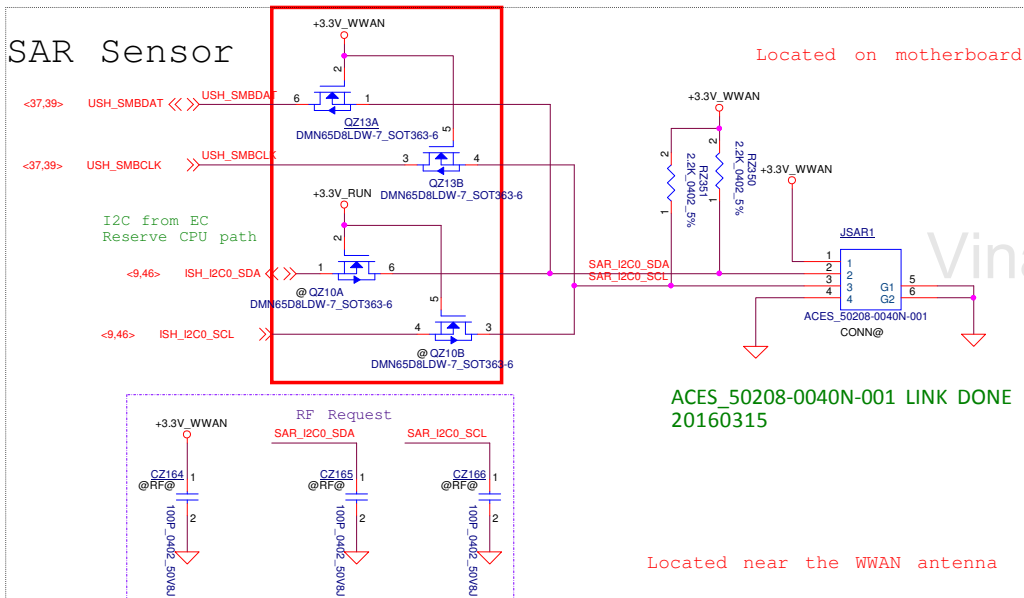 SAR Sensor
Located on motherboard
+3.3V_WWAN
2
<37,39> USH_SMBDAT USH_SMBDAT 6 1
QZ13A
DMN65D8LDW-7_SOT363-6
5
<37,39> USH_SMBCLK USH_SMBCLK 3 4
QZ13B
DMN65D8LDW-7_SOT363-6
+3.3V_RUN
2
I2C from EC
Reserve CPU path
<9,46> ISH_I2C0_SDA 1 6
@ QZ10A
DMN65D8LDW-7_SOT363-6
5
<9,46> ISH_I2C0_SCL 4 3
@ QZ10B
DMN65D8LDW-7_SOT363-6
+3.3V_WWAN
2
2
RZ351
2.2K_0402_5%
1
RZ350
2.2K_0402_5%
1
+3.3V_WWAN
SAR_I2C0_SDA
SAR_I2C0_SCL
JSAR1
1 1
2 2
3 3 G1 5
4 4 G2 6
ACES_50208-0040N-001
CONN@
Vina
ACES_50208-0040N-001 LINK DONE
20160315
RF Request
+3.3V_WWAN
SAR_I2C0_SDA
SAR_I2C0_SCL
CZ164 1
@RF@
2
100P_0402_50V8J
CZ165 1
@RF@
2
100P_0402_50V8J
CZ166 1
@RF@
2
100P_0402_50V8J
Located near the WWAN antenna